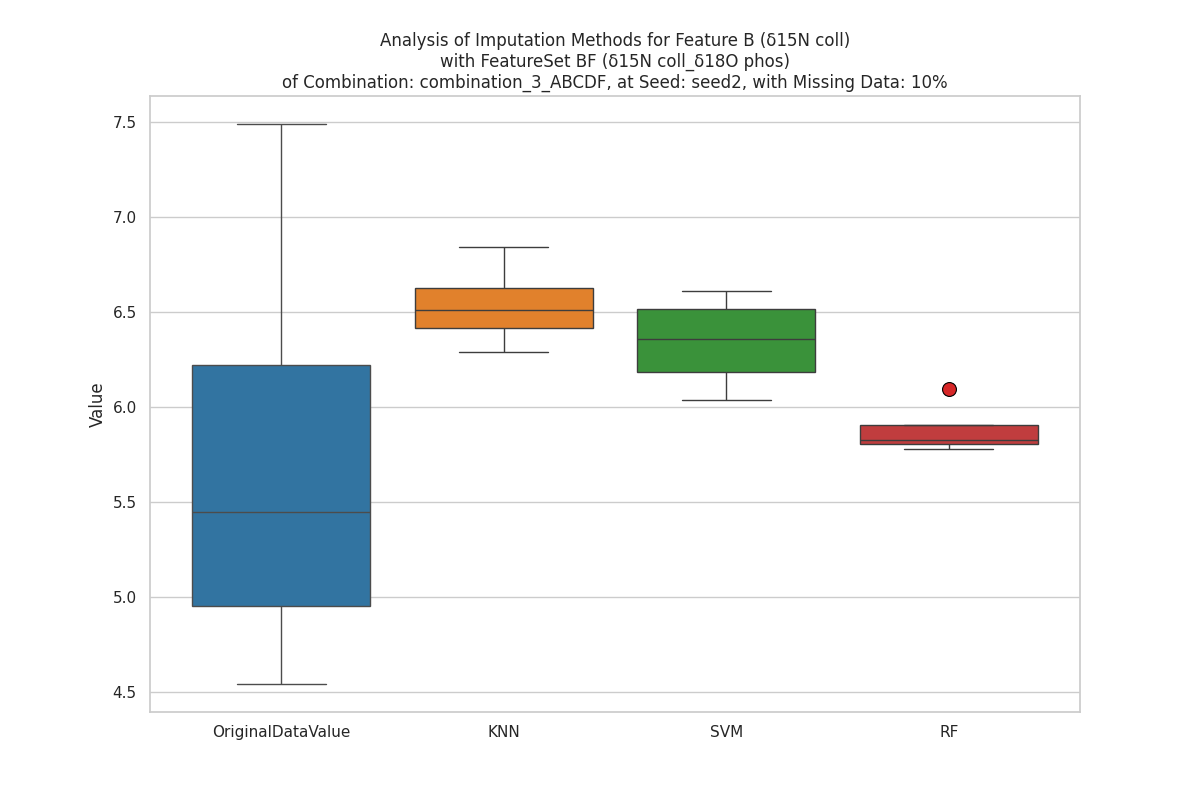 Analysis of Imputation Methods for Feature B (δ15N coll)
with FeatureSet BF (δ15N coll_δ18O phos)
of Combination: combination_3_ABCDF, at Seed: seed2, with Missing Data: 10%
7.5
7.0
6.5
6.0
5.5
5.0
4.5
Value
OriginalDataValue
KNN
SVM
RF